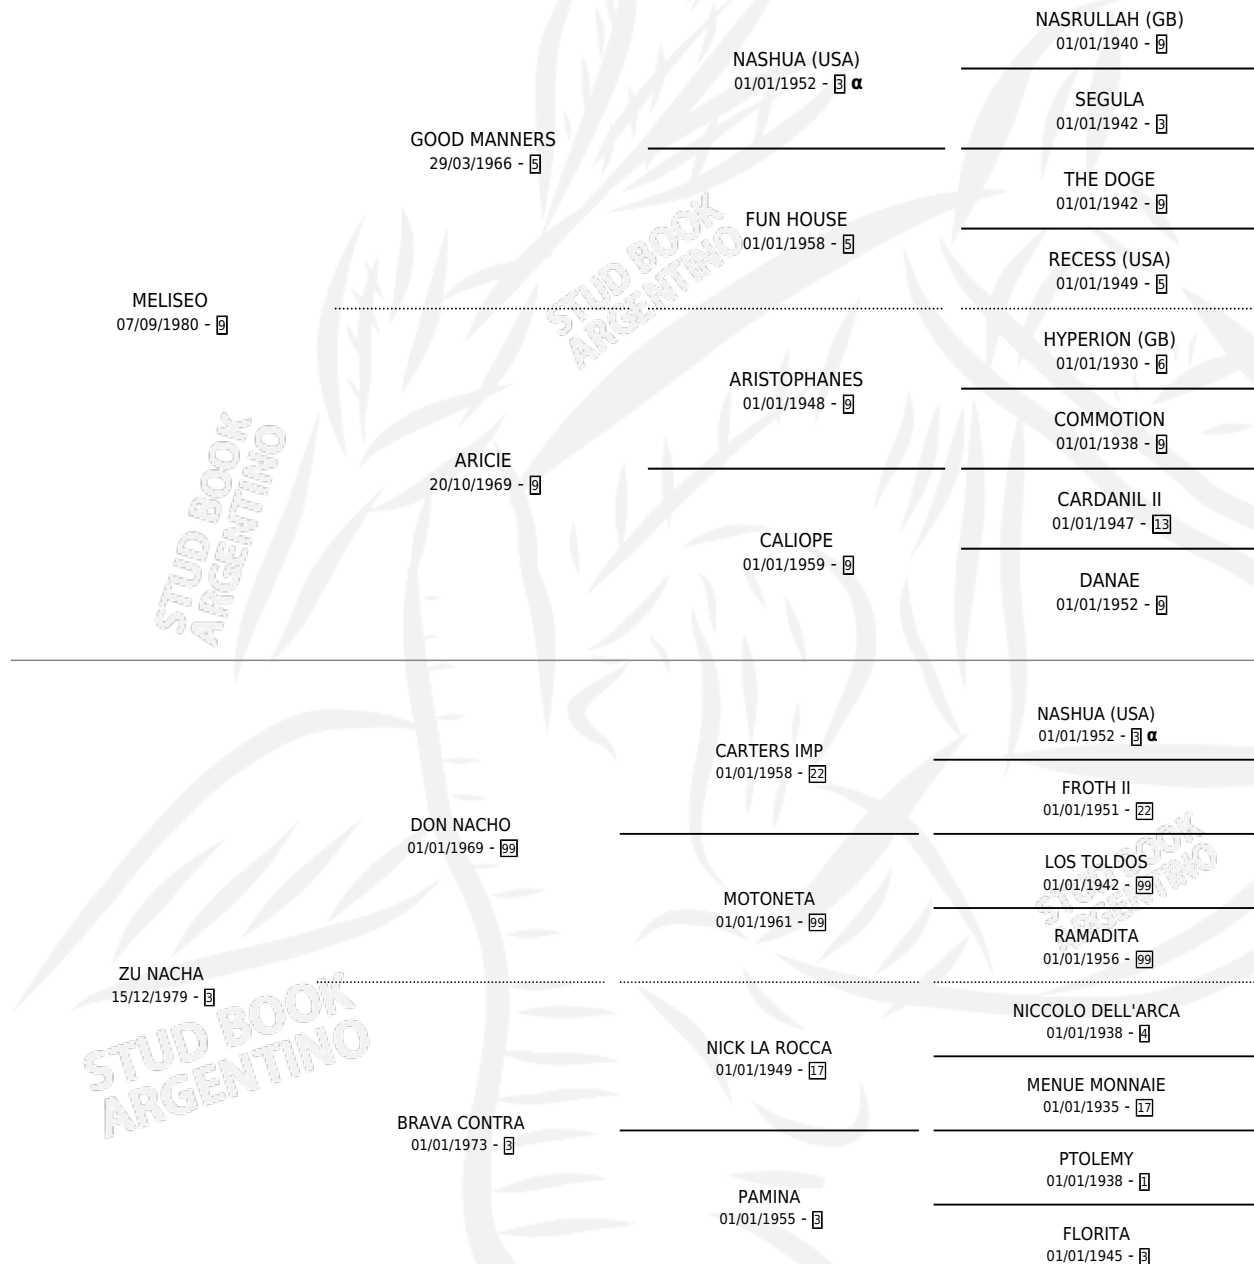 NASRULLAH (GB)
01/01/1940 - 9
NASHUA (USA)
01/01/1952 - 3 α
SEGULA
01/01/1942 - 3
GOOD MANNERS
29/03/1966 - 5
THE DOGE
01/01/1942 - 9
FUN HOUSE
01/01/1958 - 5
RECESS (USA)
01/01/1949 - 5
MELISEO
07/09/1980 - 9
HYPERION (GB)
01/01/1930 - 6
ARISTOPHANES
01/01/1948 - 9
COMMOTION
01/01/1938 - 9
ARICIE
20/10/1969 - 9
CARDANIL II
01/01/1947 - 13
CALIOPE
01/01/1959 - 9
DANAE
01/01/1952 - 9
NASHUA (USA)
01/01/1952 - 3 α
CARTERS IMP
01/01/1958 - 22
FROTH II
01/01/1951 - 22
DON NACHO
01/01/1969 - 99
LOS TOLDOS
01/01/1942 - 99
MOTONETA
01/01/1961 - 99
RAMADITA
01/01/1956 - 99
ZU NACHA
15/12/1979 - 3
NICCOLO DELL'ARCA
01/01/1938 - 4
NICK LA ROCCA
01/01/1949 - 17
MENUE MONNAIE
01/01/1935 - 17
BRAVA CONTRA
01/01/1973 - 3
PTOLEMY
01/01/1938 - 1
PAMINA
01/01/1955 - 3
FLORITA
01/01/1945 - 3
STUD BOOK
ARGENTINO
STUD BOOK
ARGENTINO
STUD BOOK
ARGENTINO
STUD BOOK
ARGENTINO